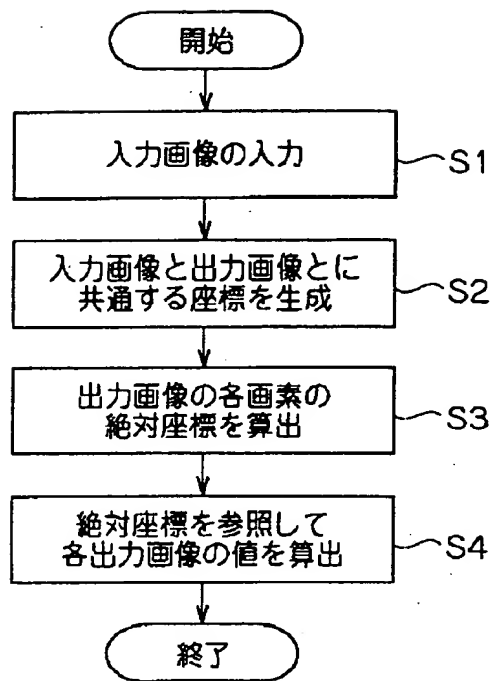 開始
入力画像の入力
S1
入力画像と出力画像とに
共通する座標を生成
S2
出力画像の各画素の
絶対座標を算出
S3
絶対座標を参照して
各出力画像の値を算出
S4
終了